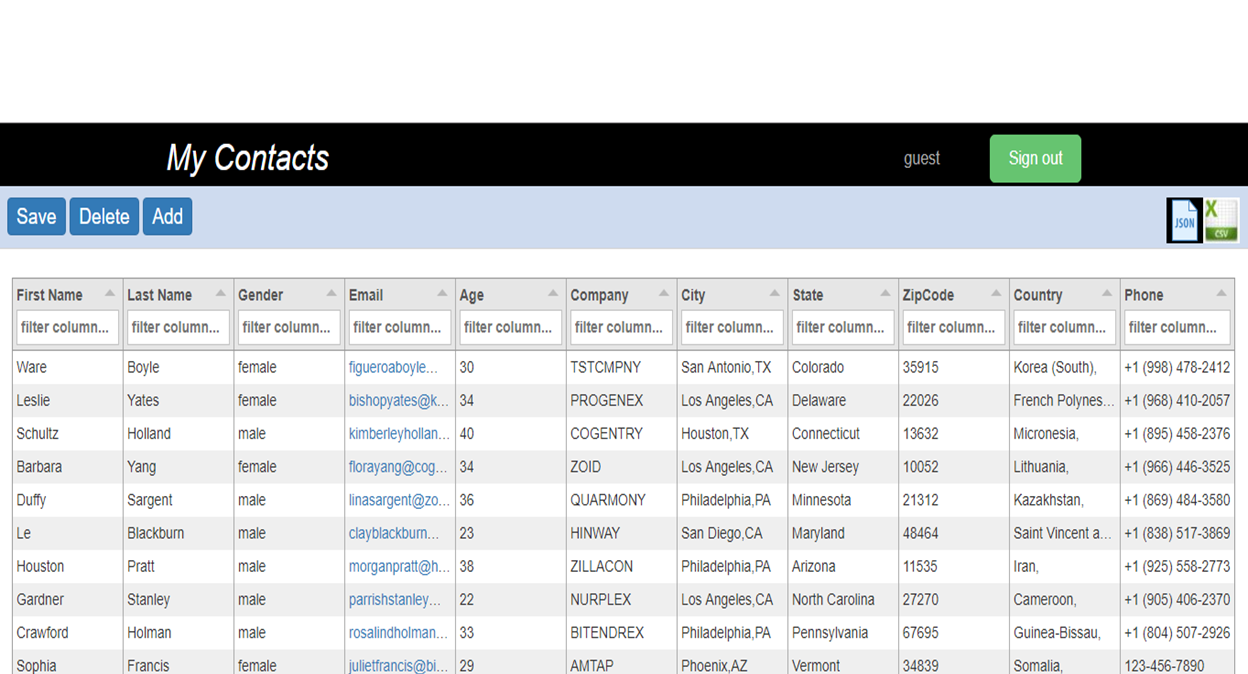 My Contacts guest Sign out
Save Delete Add JSON CSV
First Name Last Name Gender Email Age Company City State ZipCode Country Phone
filter column... filter column... filter column... filter column... filter column... filter column... filter column... filter column... filter column... filter column... filter column...
Ware Boyle female figueroaboyle... 30 TSTCMPNY San Antonio,TX Colorado 35915 Korea (South), +1 (998) 478-2412
Leslie Yates female bishopyates@k... 34 PROGENEX Los Angeles,CA Delaware 22026 French Polynes... +1 (968) 410-2057
Schultz Holland male kimberleyhollan... 40 COGENTRY Houston,TX Connecticut 13632 Micronesia, +1 (895) 458-2376
Barbara Yang female florayang@cog... 34 ZOID Los Angeles,CA New Jersey 10052 Lithuania, +1 (966) 446-3525
Duffy Sargent male linasargent@zo... 36 QUARMONY Philadelphia,PA Minnesota 21312 Kazakhstan, +1 (869) 484-3580
Le Blackburn male clayblackburn... 23 HINWAY San Diego,CA Maryland 48464 Saint Vincent a... +1 (838) 517-3869
Houston Pratt male morganpratt@h... 38 ZILLACON Philadelphia,PA Arizona 11535 Iran, +1 (925) 558-2773
Gardner Stanley male parrishstanley... 22 NURPLEX Los Angeles,CA North Carolina 27270 Cameroon, +1 (905) 406-2370
Crawford Holman male rosalindholman... 33 BITENDREX Philadelphia,PA Pennsylvania 67695 Guinea-Bissau, +1 (804) 507-2926
Sophia Francis female julietfrancis@bi... 29 AMTAP Phoenix,AZ Vermont 34839 Somalia, 123-456-7890